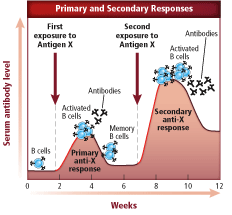 Primary and Secondary Responses
First
exposure to
Antigen X
Second
exposure to
Antigen X
Antibodies
Activated
B cells
Antibodies
Activated
B cells
Memory
B cells
B cells
Secondary
anti-X
response
Primary
anti-X
response
Serum antibody level
0
2
4
6
8
10
12
Weeks